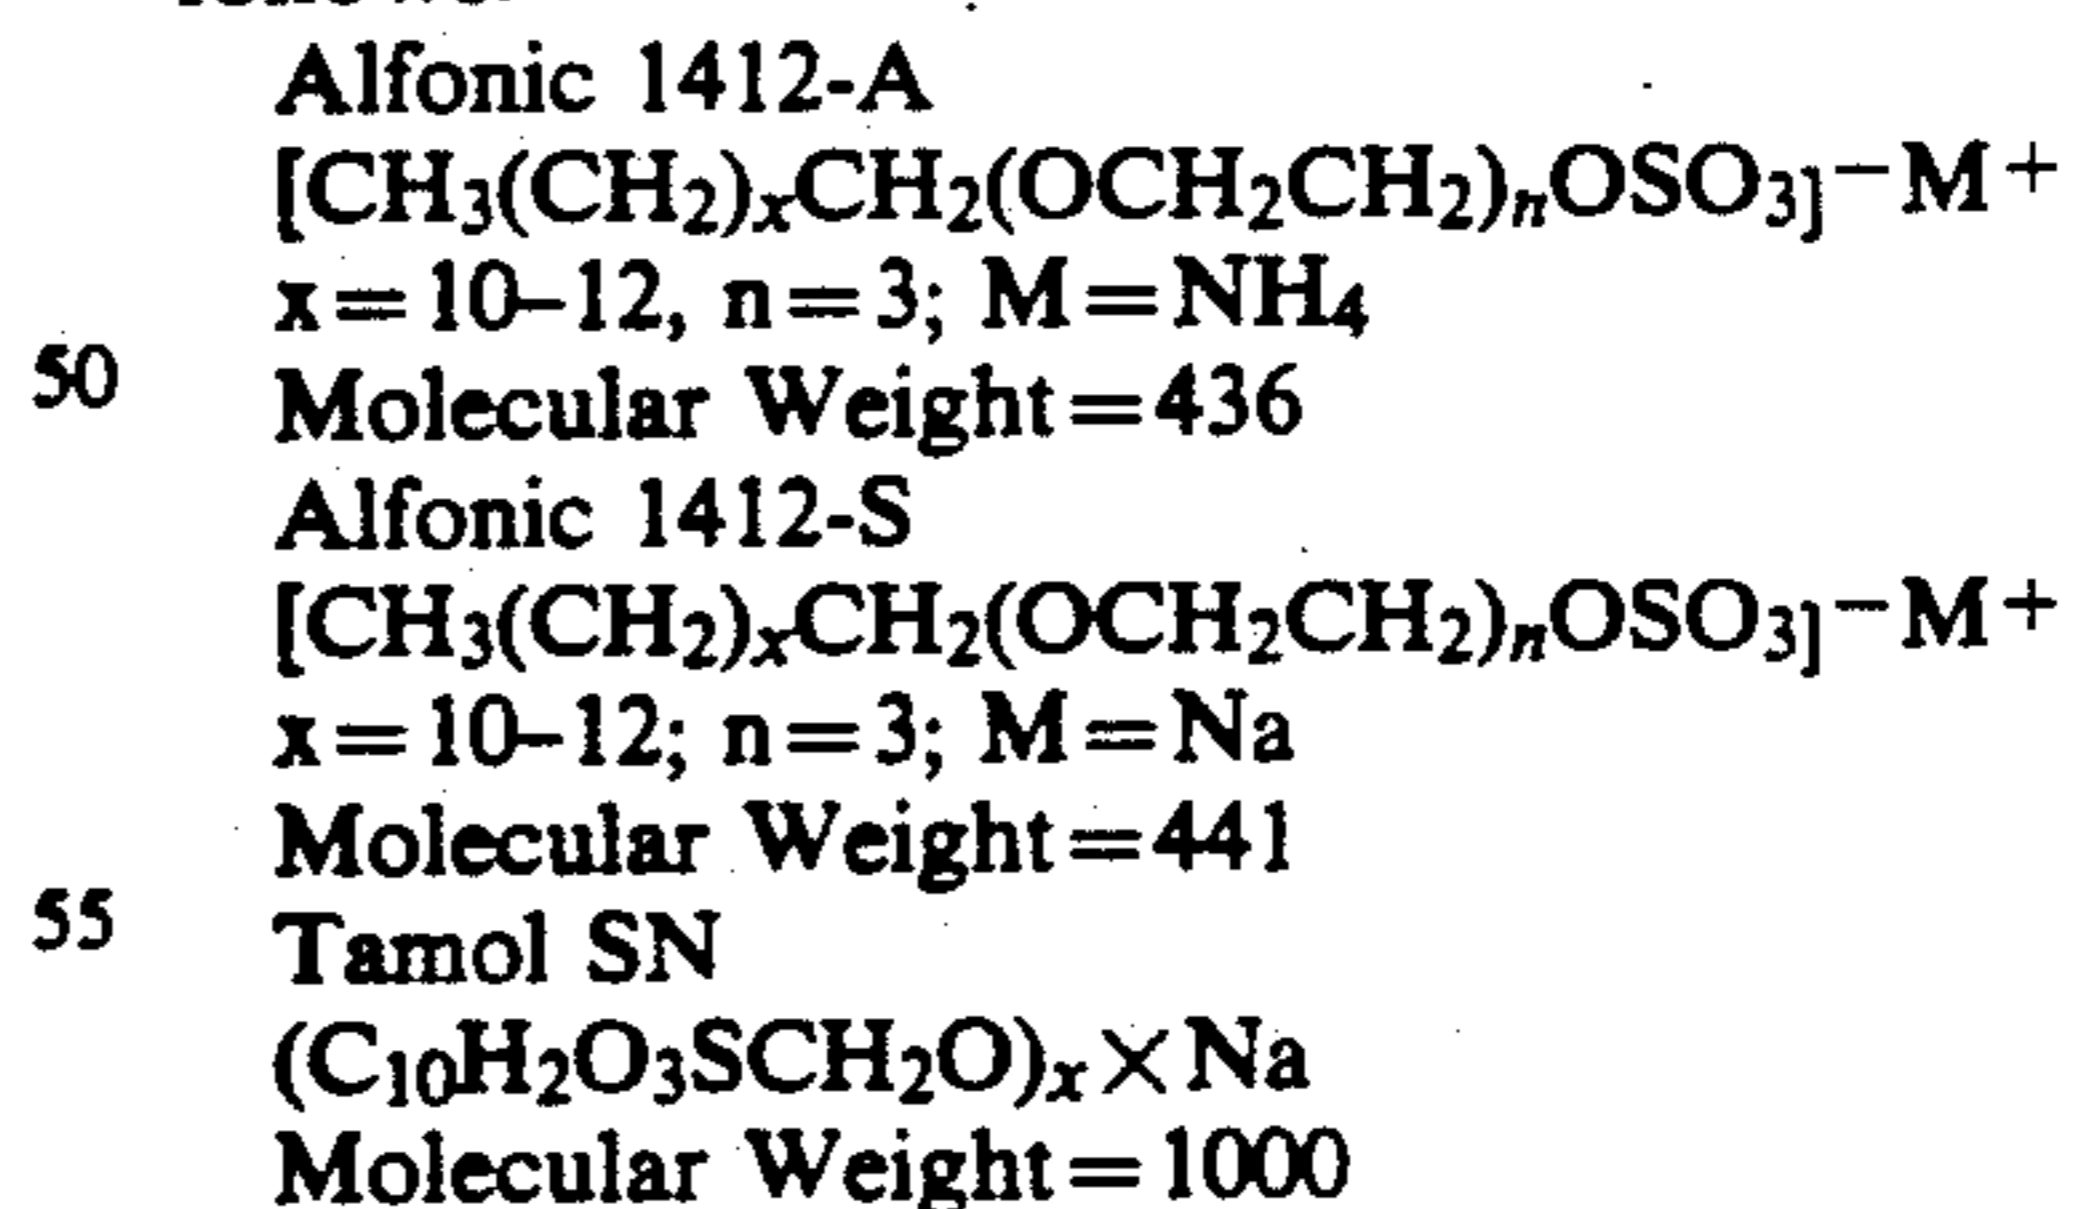 Alfonic 1412-A
[CH₃(CH₂)ₓCH₂(OCH₂CH₂)ₙOSO₃]⁻M⁺
x=10–12, n=3; M=NH₄
50 Molecular Weight=436
Alfonic 1412-S
[CH₃(CH₂)ₓCH₂(OCH₂CH₂)ₙOSO₃]⁻M⁺
x=10–12; n=3; M=Na
Molecular Weight=441
55 Tamol SN
(C₁₀H₂O₃SCH₂O)ₓ×Na
Molecular Weight=1000